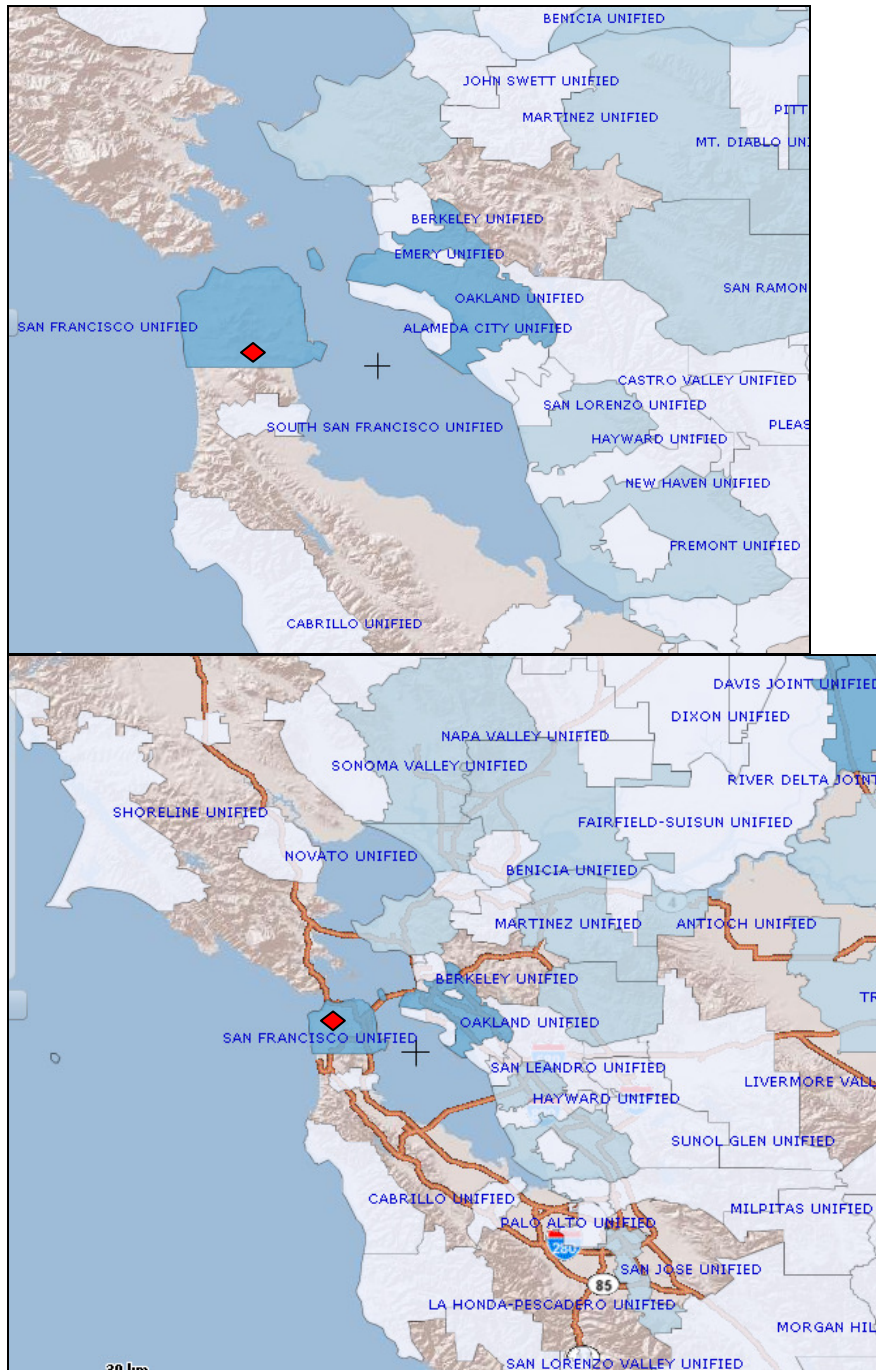 BENICIA UNIFIED
JOHN SWETT UNIFIED
PITT
MARTINEZ UNIFIED
MT. DIABLO UNI
BERKELEY UNIFIED
EMERY UNIFIED
SAN RAMON
OAKLAND UNIFIED
SAN FRANCISCO UNIFIED
ALAMEDA CITY UNIFIED
CASTRO VALLEY UNIFIED
SAN LORENZO UNIFIED
SOUTH SAN FRANCISCO UNIFIED
PLEAS
HAYWARD UNIFIED
NEW HAVEN UNIFIED
FREMONT UNIFIED
CABRILLO UNIFIED
DAVIS JOINT UNIFIED
DIXON UNIFIED
NAPA VALLEY UNIFIED
SONOMA VALLEY UNIFIED
RIVER DELTA JOINT
SHORELINE UNIFIED
FAIRFIELD-SUISUN UNIFIED
NOVATO UNIFIED
BENICIA UNIFIED
4
MARTINEZ UNIFIED
ANTIOCH UNIFIED
BERKELEY UNIFIED
TR
OAKLAND UNIFIED
SAN FRANCISCO UNIFIED
SAN LEANDRO UNIFIED
LIVERMORE VALL
HAYWARD UNIFIED
SUNOL GLEN UNIFIED
CABRILLO UNIFIED
MILPITAS UNIFIED
PALO ALTO UNIFIED
280
SAN JOSE UNIFIED
85
LA HONDA-PESCADERO UNIFIED
MORGAN HIL
SAN LORENZO VALLEY UNIFIED